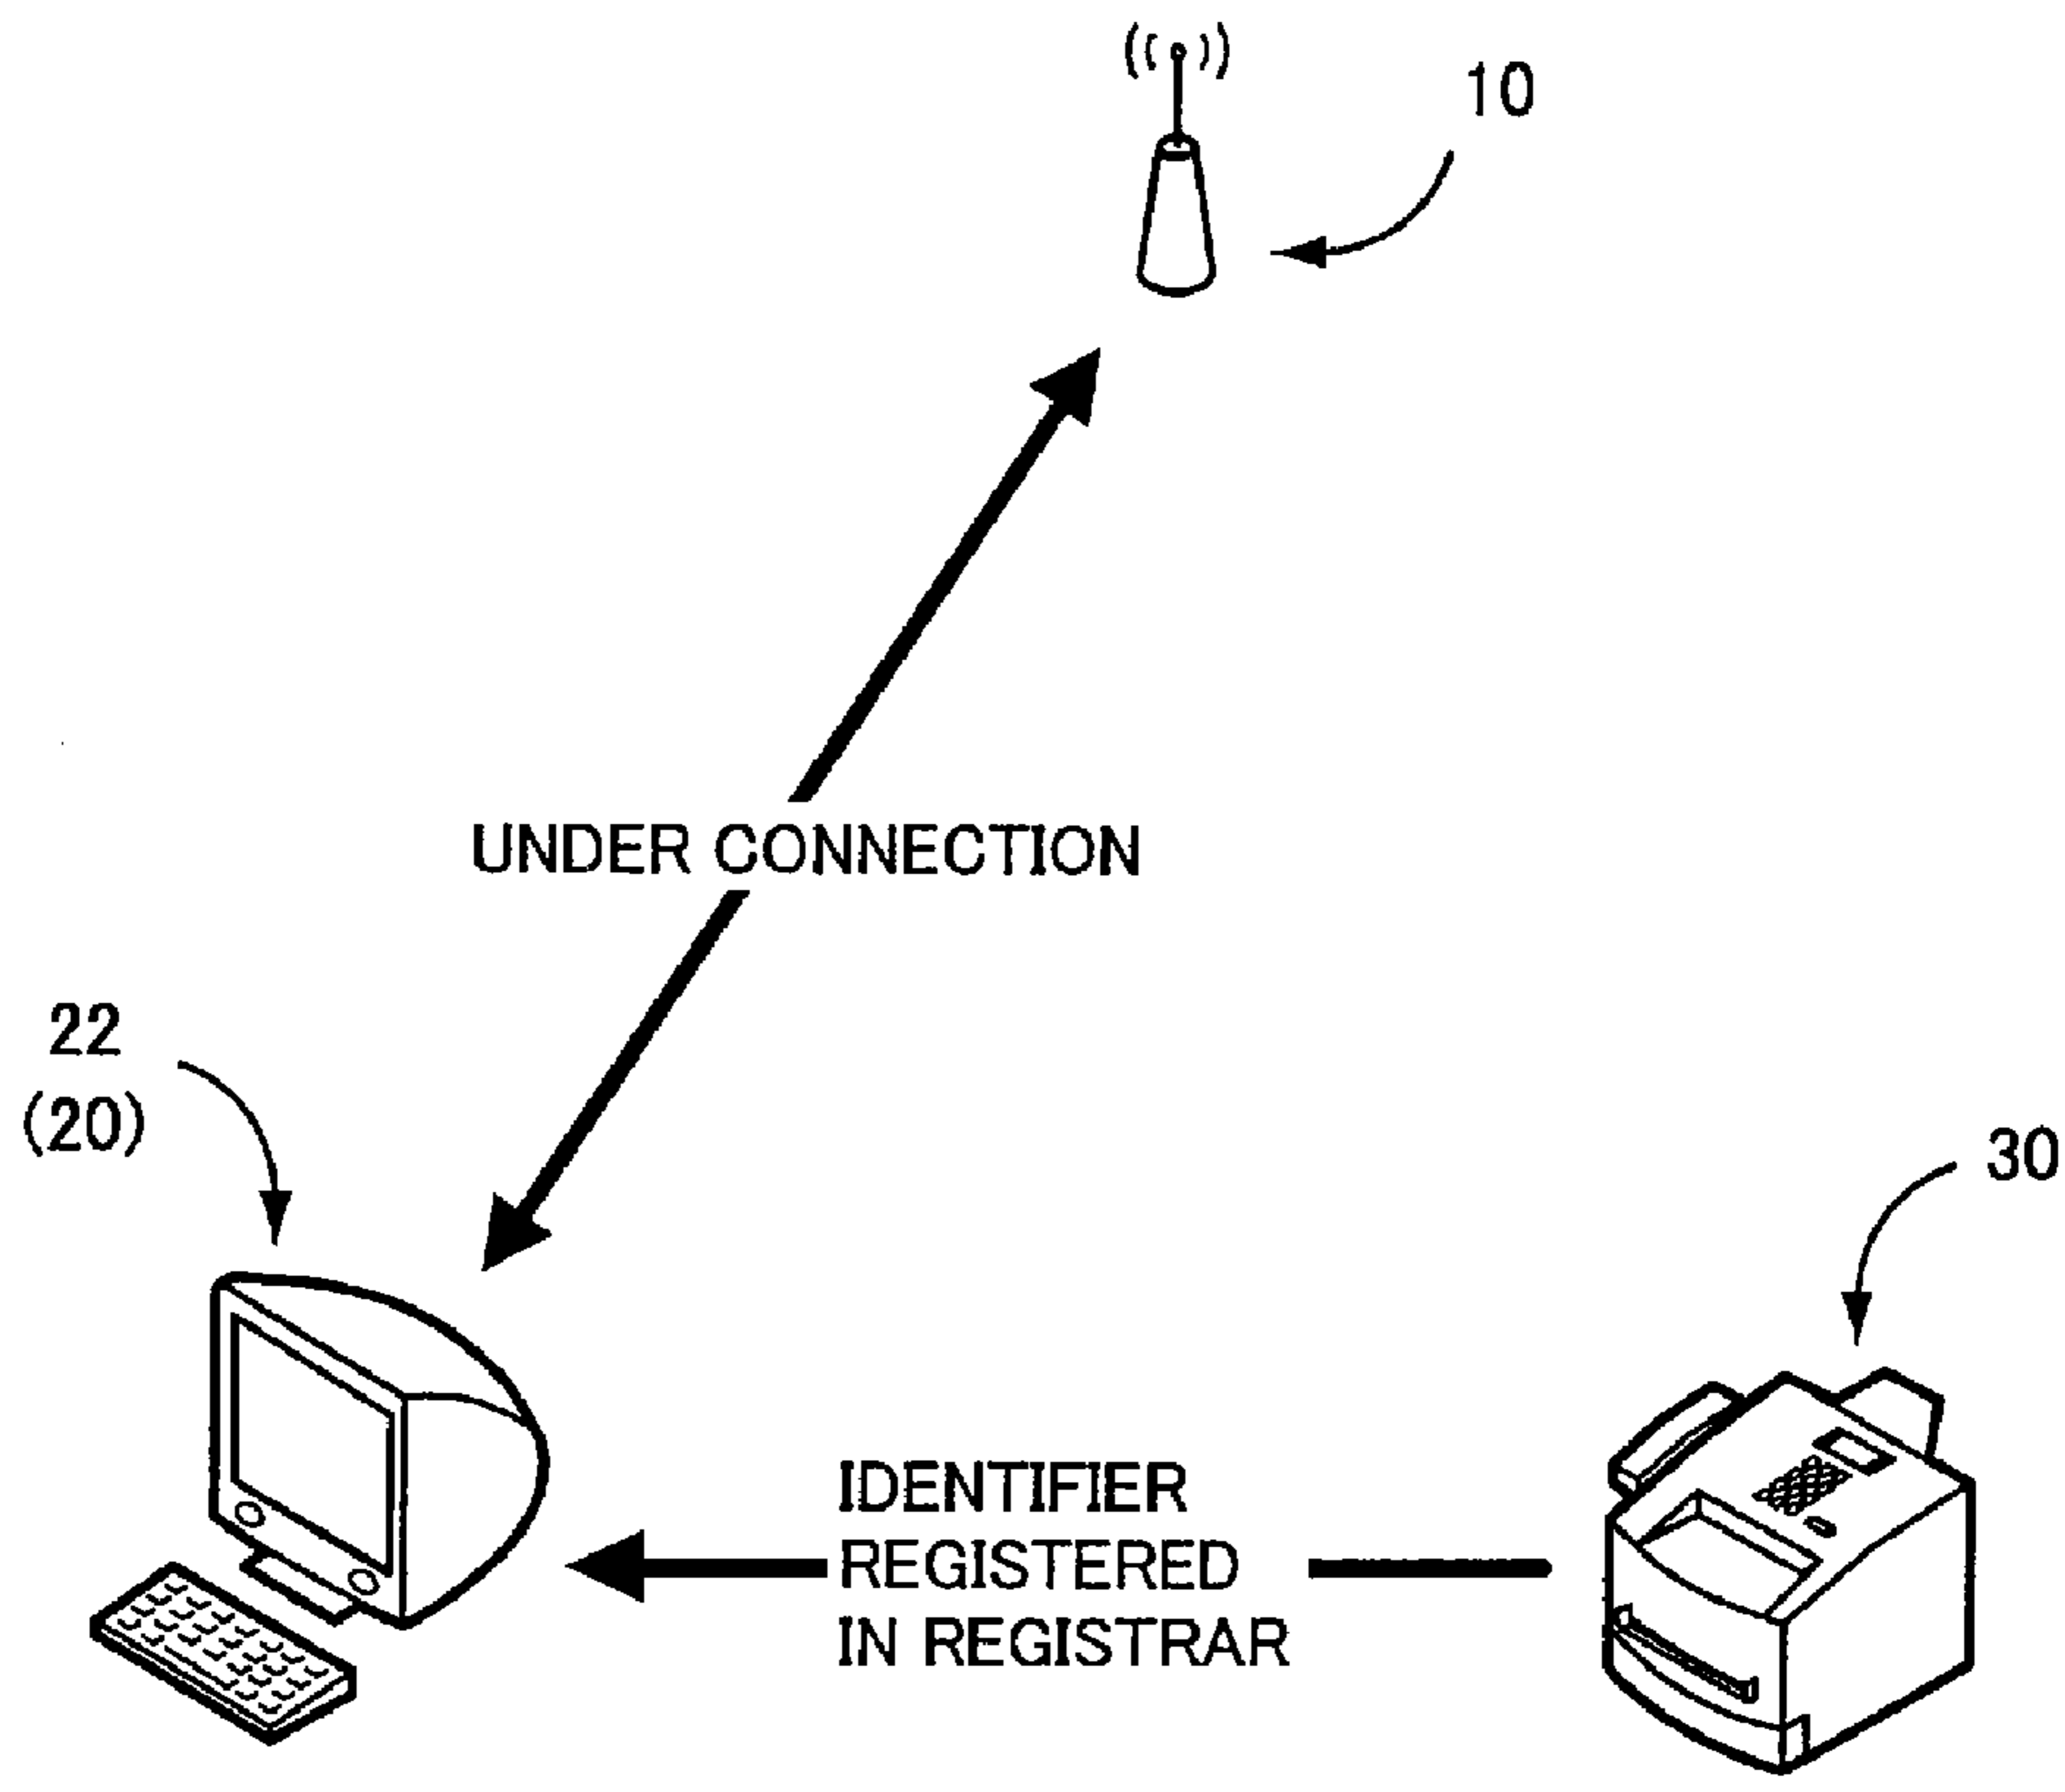 10
UNDER CONNECTION
22
(20)
30
IDENTIFIER
REGISTERED
IN REGISTRAR